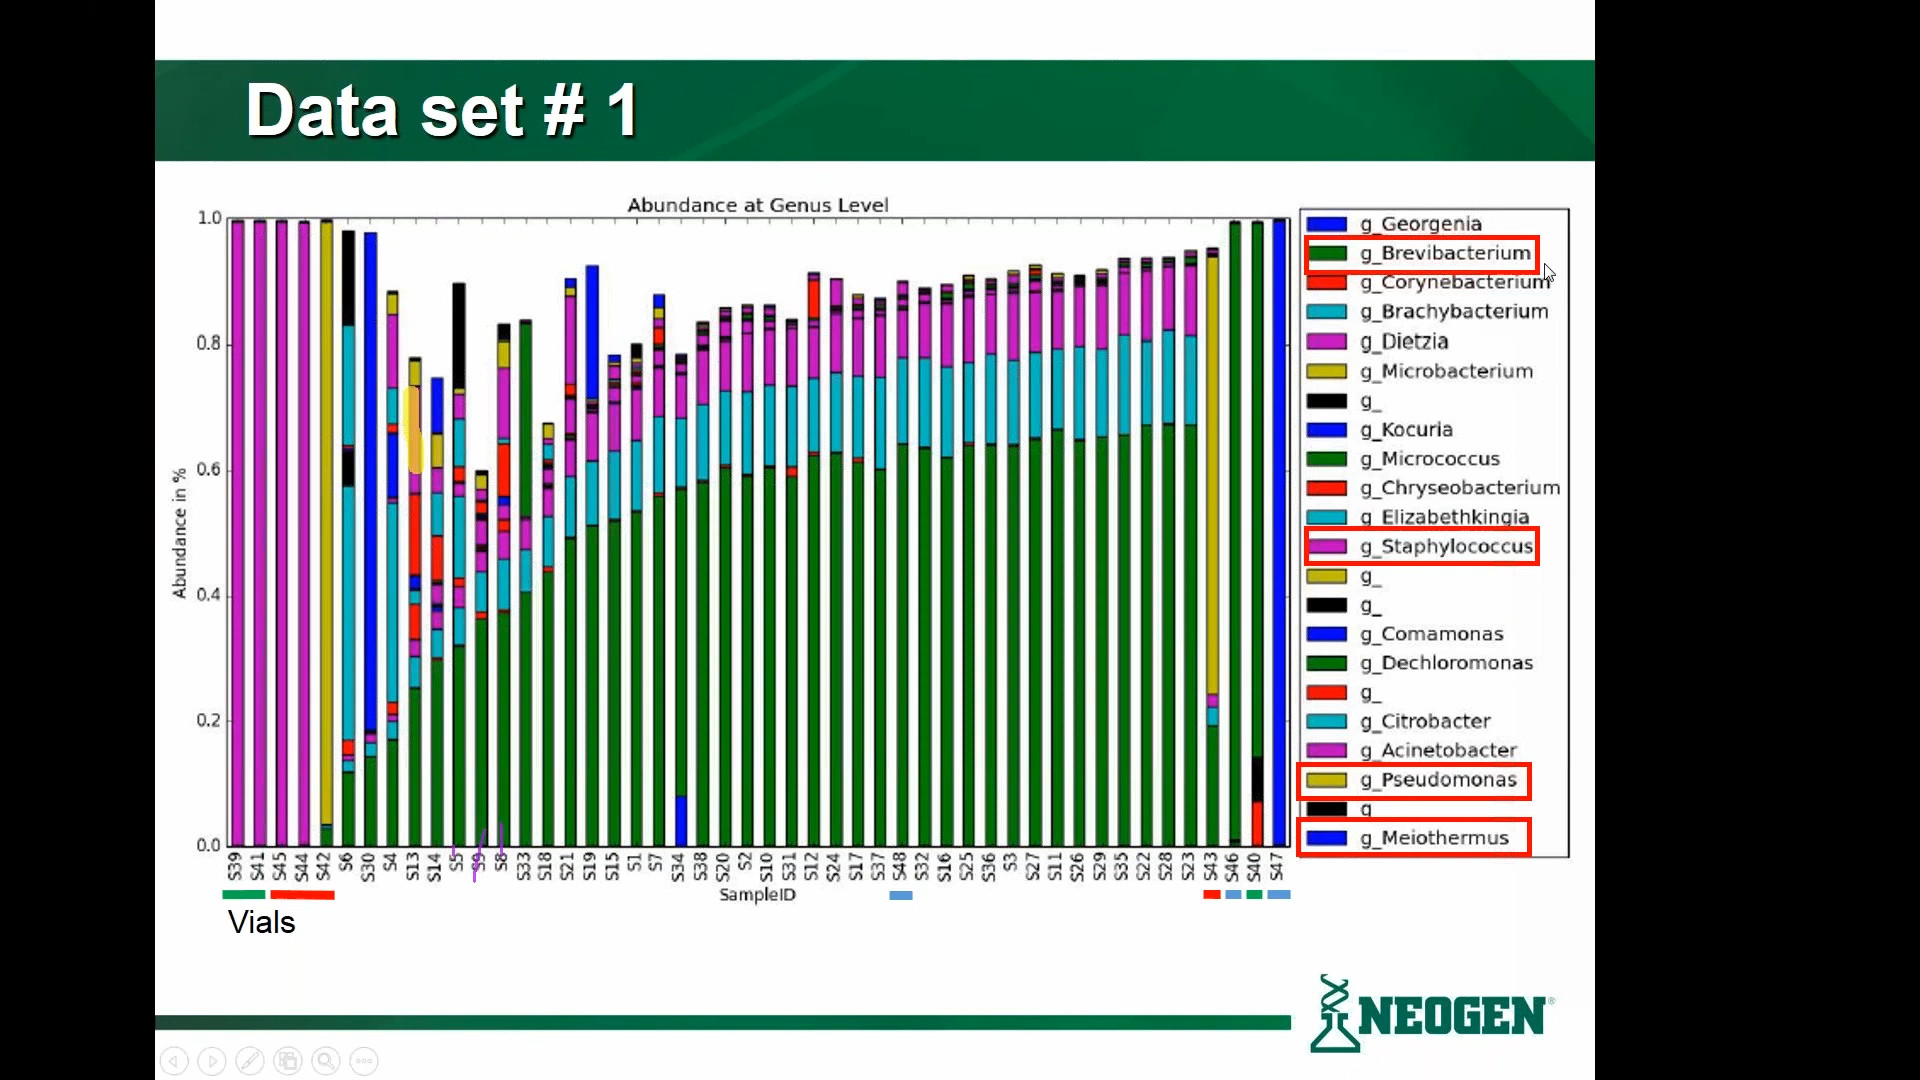 Data set # 1
Abundance at Genus Level
1.0
0.8
0.6
0.4
0.2
0.0
Abundance in %
S39 S41 S45 S44 S42 S6 S30 S4 S13 S14 S5 S9 S8 S33 S18 S21 S19 S15 S1 S7 S34 S38 S20 S2 S10 S31 S12 S24 S17 S37 S48 S32 S16 S25 S36 S3 S27 S11 S26 S29 S35 S22 S28 S23 S43 S46 S40 S47
SampleID
Vials
g_Georgenia
g_Brevibacterium
g_Corynebacterium
g_Brachybacterium
g_Dietzia
g_Microbacterium
g_
g_Kocuria
g_Micrococcus
g_Chryseobacterium
g_Elizabethkingia
g_Staphylococcus
g_
g_
g_Comamonas
g_Dechloromonas
g_
g_Citrobacter
g_Acinetobacter
g_Pseudomonas
g_
g_Meiothermus
NEOGEN®